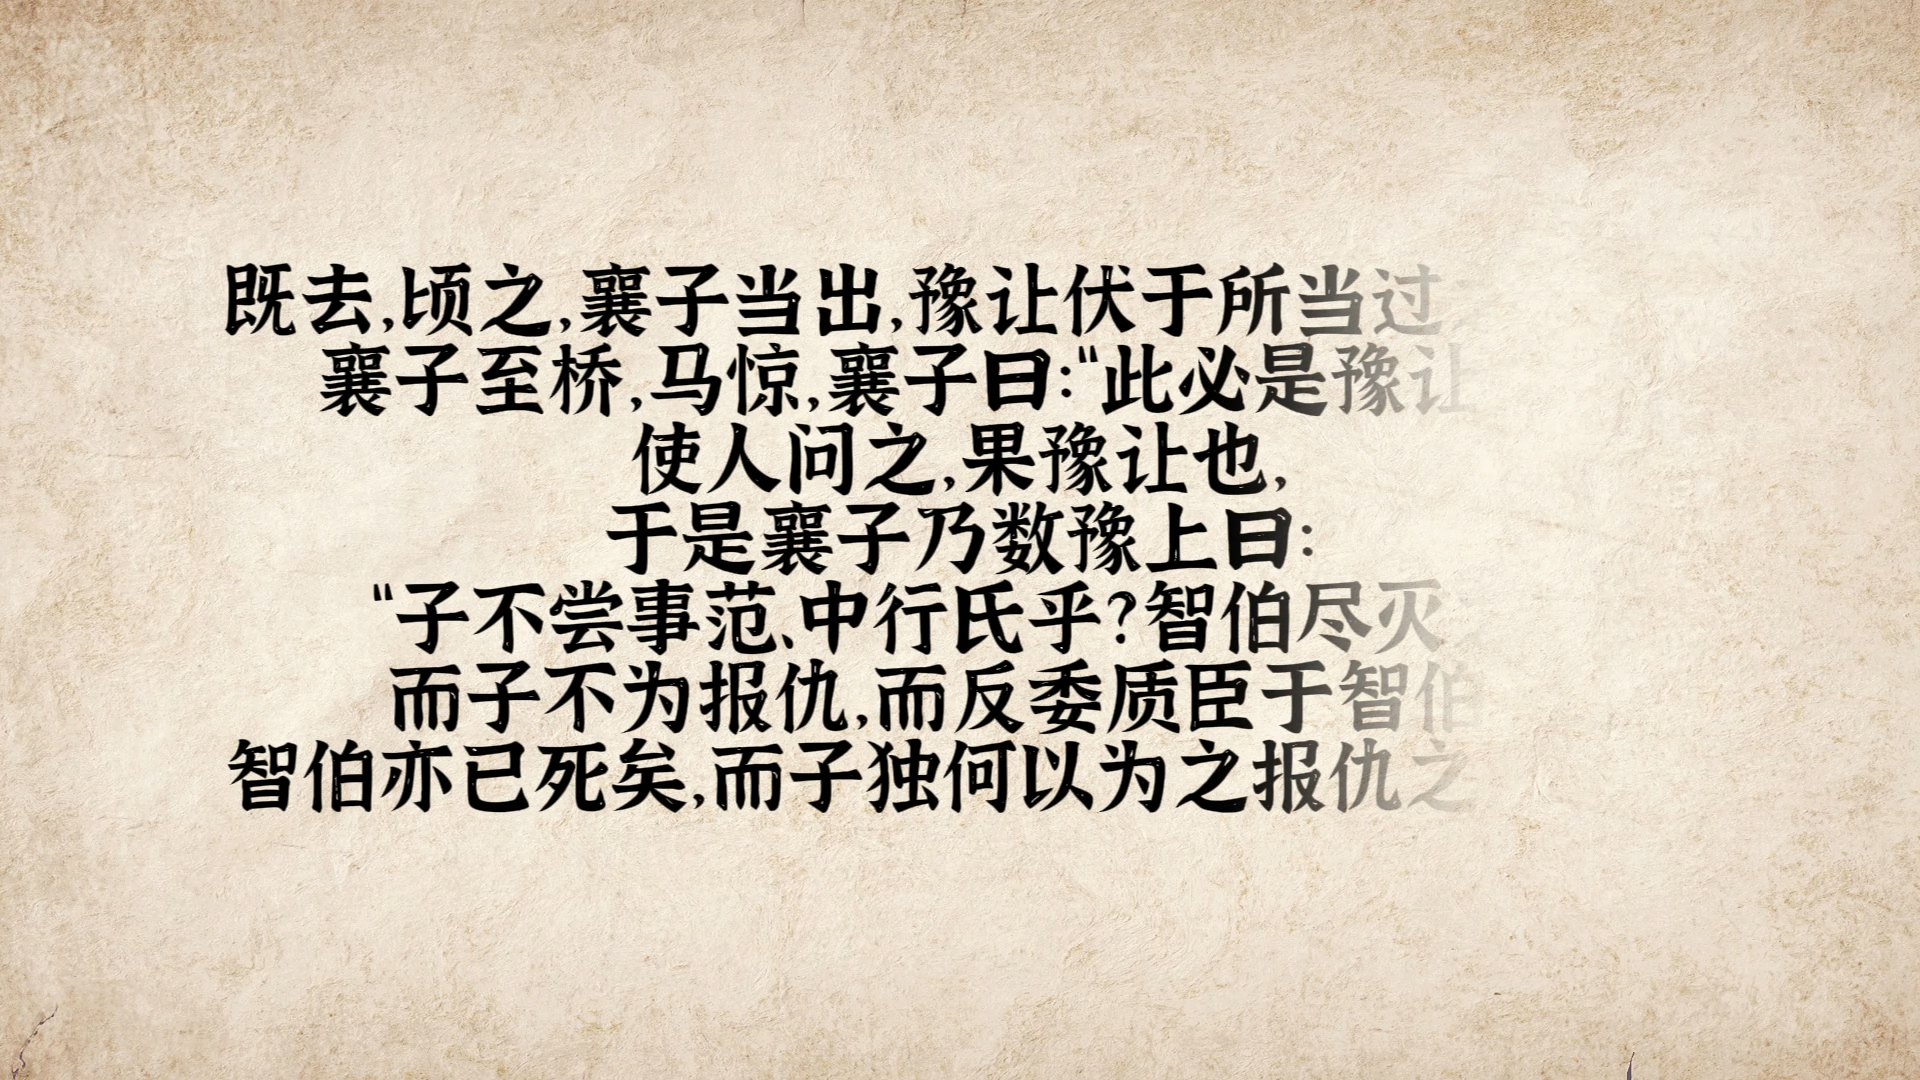 既去,顷之,襄子当出,豫让伏于所当过
襄子至桥,马惊,襄子曰:“此必是豫让
使人问之,果豫让也,
于是襄子乃数豫上曰:
“子不尝事范、中行氏乎?智伯尽灭
而子不为报仇,而反委质臣于智伯
智伯亦已死矣,而子独何以为之报仇之